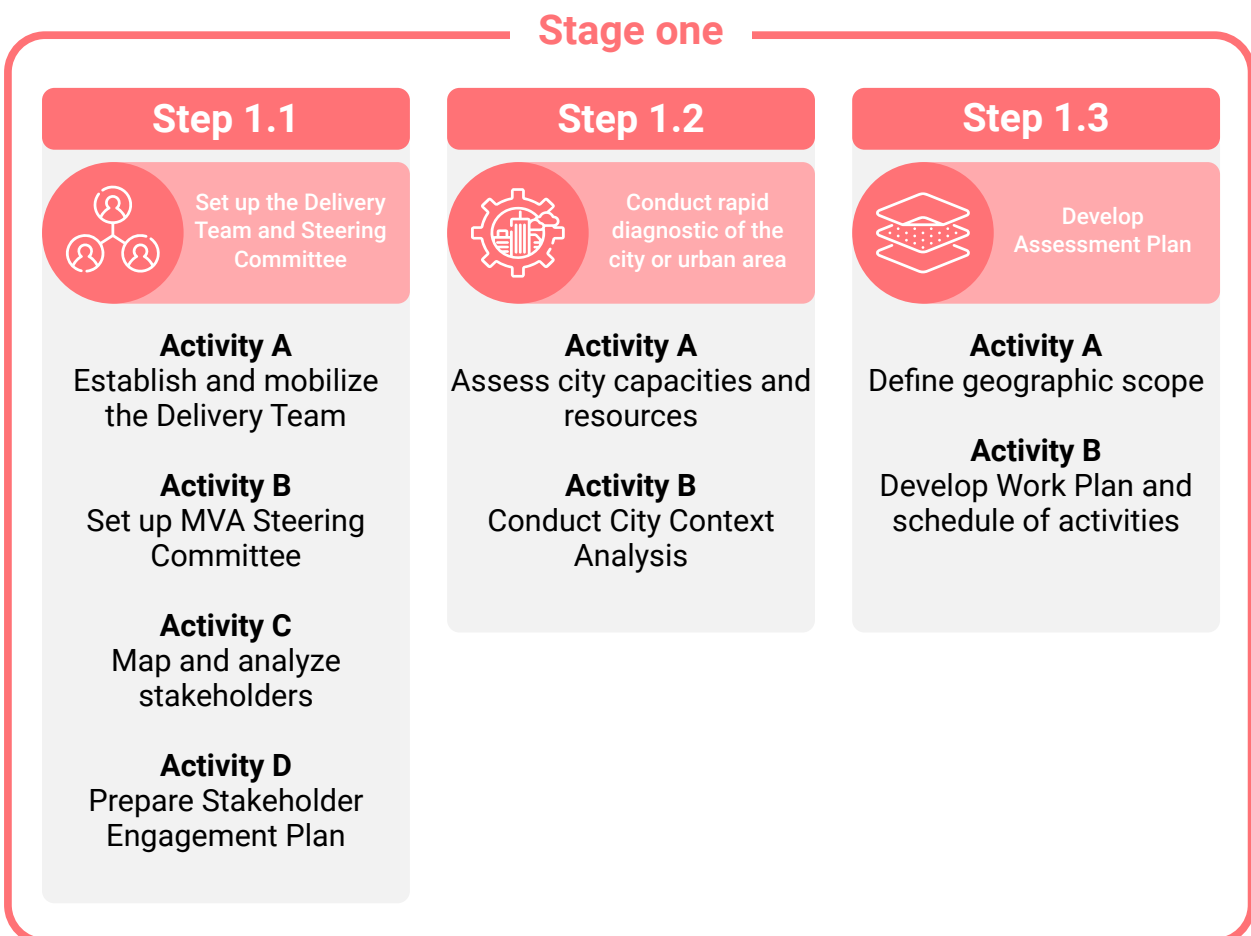 Stage one
Step 1.1
Set up the Delivery
Team and Steering
Committee
Activity A
Establish and mobilize
the Delivery Team
Activity B
Set up MVA Steering
Committee
Activity C
Map and analyze
stakeholders
Activity D
Prepare Stakeholder
Engagement Plan
Step 1.2
Conduct rapid
diagnostic of the
city or urban area
Activity A
Assess city capacities and
resources
Activity B
Conduct City Context
Analysis
Step 1.3
Develop
Assessment Plan
Activity A
Define geographic scope
Activity B
Develop Work Plan and
schedule of activities